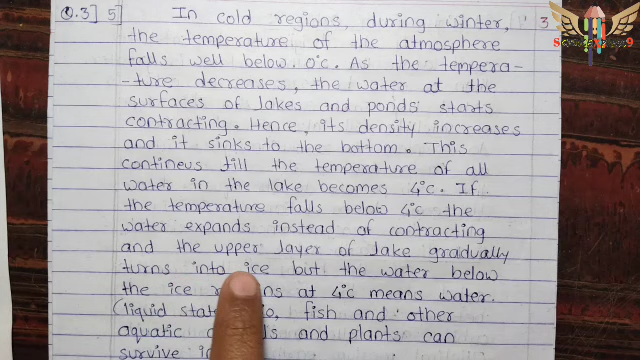 Q.3] 5] In cold regions, during winter, 3
the temperature of the atmosphere
falls well below 0°c. As the tempera-
-ture decreases, the water at the
surfaces of lakes and ponds starts
contracting. Hence, its density increases
and it sinks to the bottom. This
contineus till the temperature of all
water in the lake becomes 4°c. If
the temperature falls below 4°c the
water expands instead of contracting
and the upper layer of lake gradually
turns into ice but the water below
the ice at 4°c means water.
(liquid fish and other
aquatic and plants can
survive